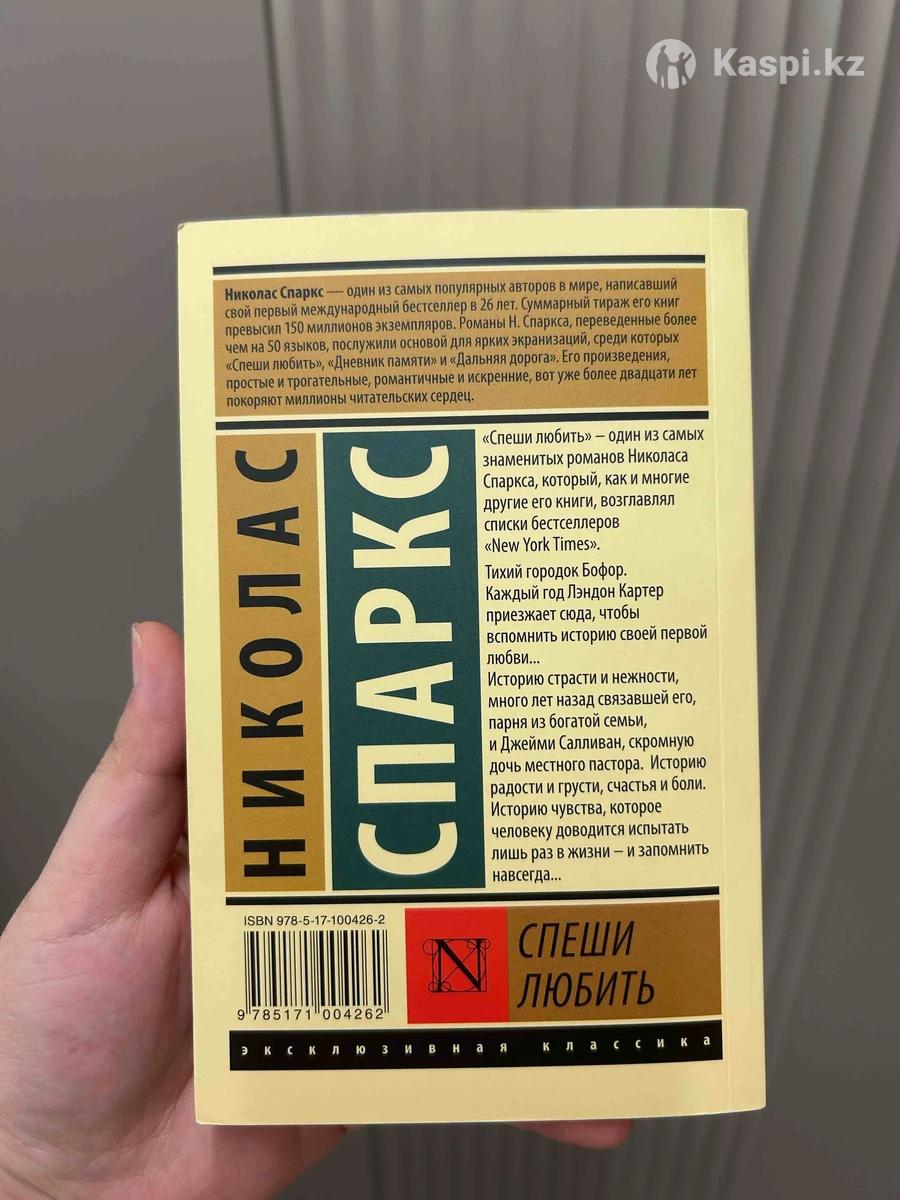 Kaspi.kz
Николас Спаркс — один из самых популярных авторов в мире, написавший
свой первый международный бестселлер в 26 лет. Суммарный тираж его книг
превысил 150 миллионов экземпляров. Романы Н. Спаркса, переведенные более
чем на 50 языков, послужили основой для ярких экранизаций, среди которых
«Спеши любить», «Дневник памяти» и «Дальняя дорога». Его произведения,
простые и трогательные, романтичные и искренние, вот уже более двадцати лет
покоряют миллионы читательских сердец.
НИКОЛАС
СПАРКС
«Спеши любить» – один из самых
знаменитых романов Николаса
Спаркса, который, как и многие
другие его книги, возглавлял
списки бестселлеров
«New York Times».
Тихий городок Бофор.
Каждый год Лэндон Картер
приезжает сюда, чтобы
вспомнить историю своей первой
любви...
Историю страсти и нежности,
много лет назад связавшей его,
парня из богатой семьи,
и Джейми Салливан, скромную
дочь местного пастора. Историю
радости и грусти, счастья и боли.
Историю чувства, которое
человеку доводится испытать
лишь раз в жизни – и запомнить
навсегда...
ISBN 978-5-17-100426-2
9 785171 004262
N
СПЕШИ
ЛЮБИТЬ
эксклюзивная классика